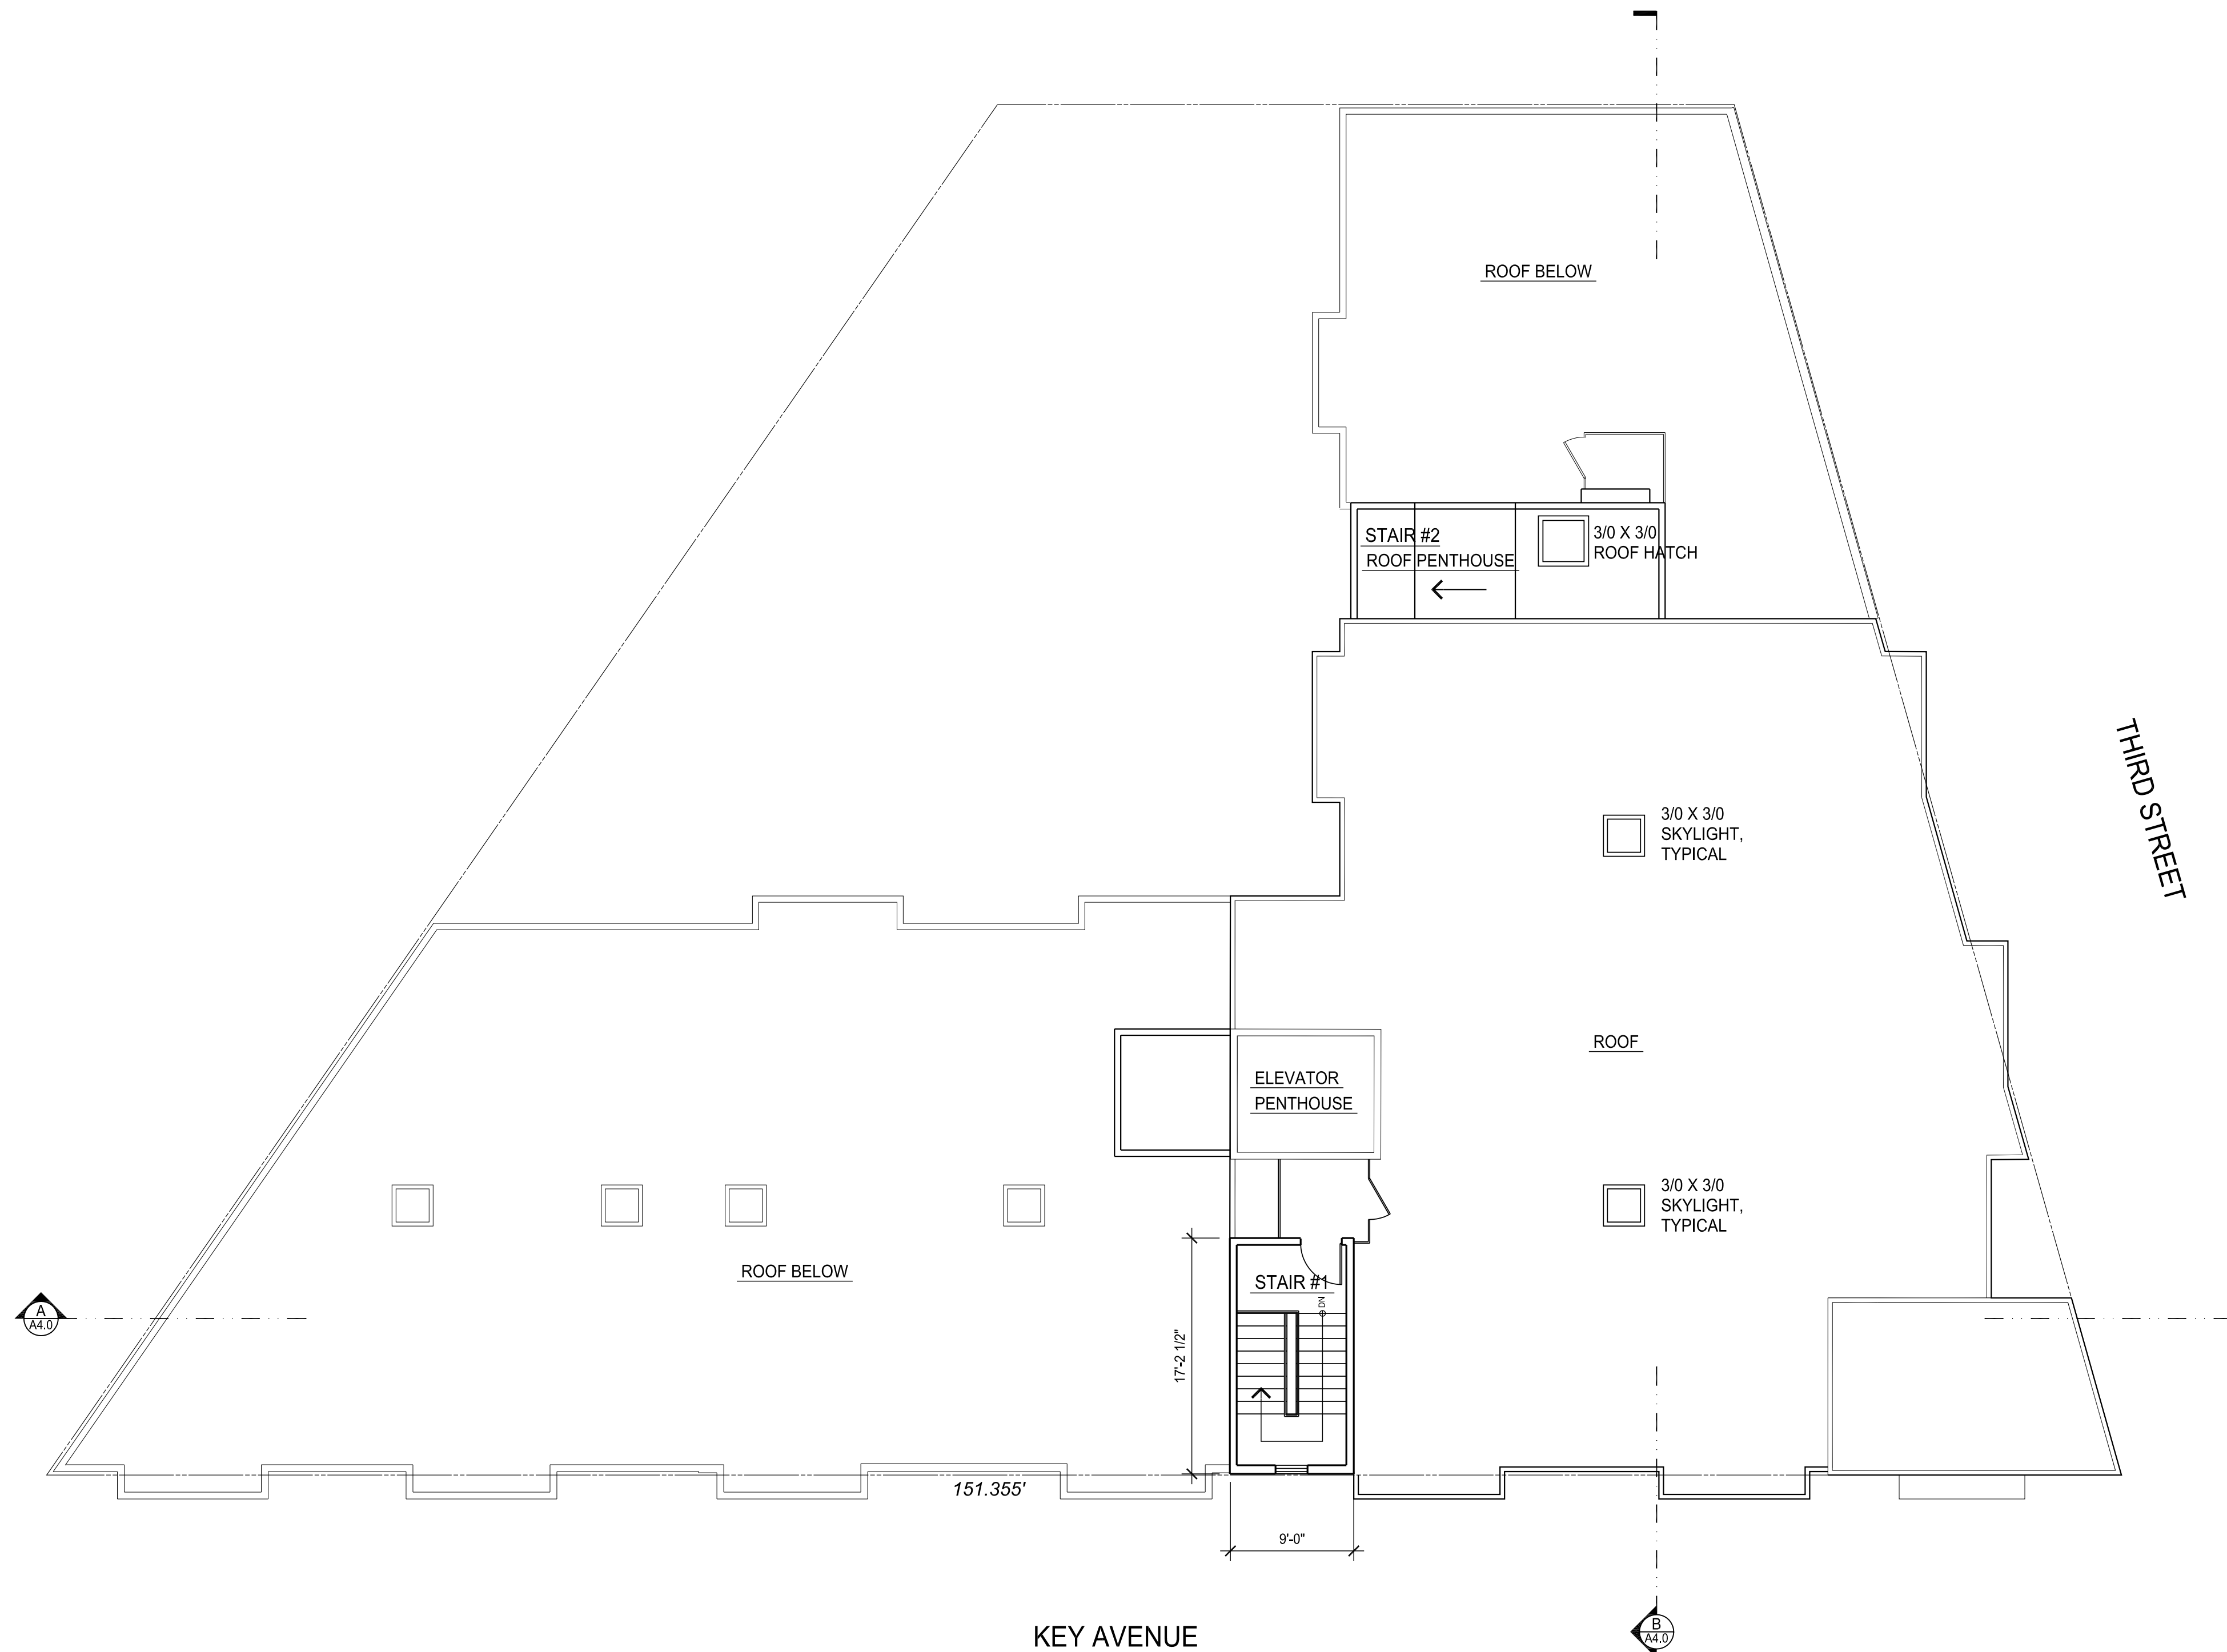 ROOF BELOW
STAIR #2
ROOF PENTHOUSE
3/0 X 3/0
ROOF HATCH
THIRD STREET
3/0 X 3/0
SKYLIGHT,
TYPICAL
ROOF
ELEVATOR
PENTHOUSE
3/0 X 3/0
SKYLIGHT,
TYPICAL
ROOF BELOW
STAIR #1
DN
A
A4.0
17'-2 1/2"
151.355'
9'-0"
KEY AVENUE
B
A4.0